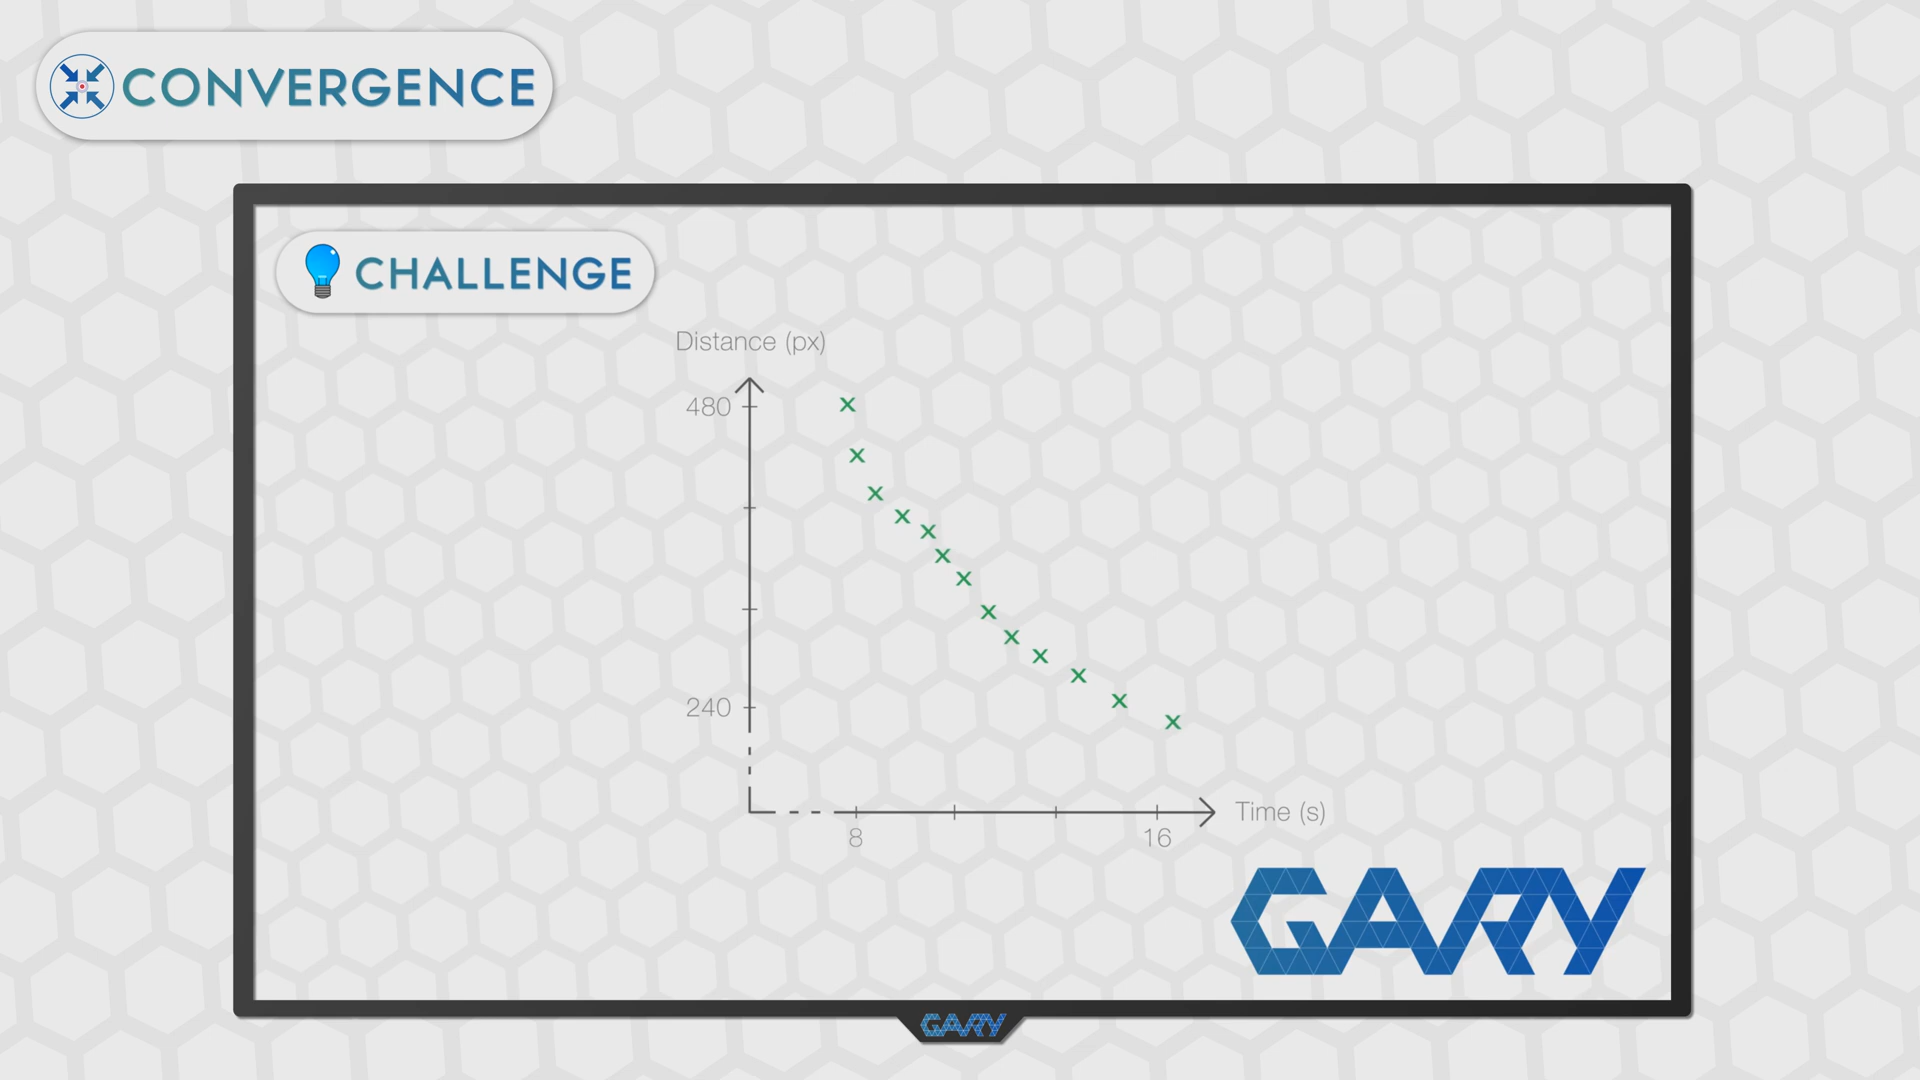 CONVERGENCE
CHALLENGE
Distance (px)
480
240
8
16
Time (s)
GARY
GARY